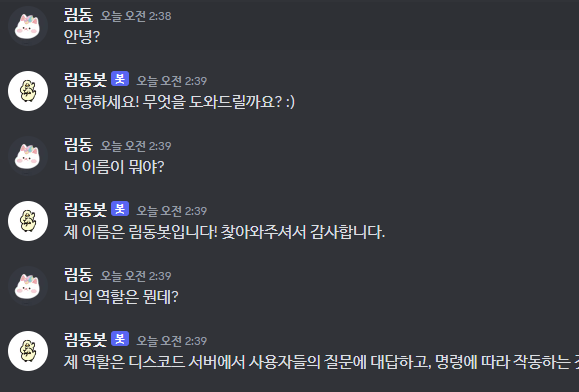 림동 오늘 오전 2:38
안녕?
림동봇 봇 오늘 오전 2:39
안녕하세요! 무엇을 도와드릴까요? :)
림동 오늘 오전 2:39
너 이름이 뭐야?
림동봇 봇 오늘 오전 2:39
제 이름은 림동봇입니다! 찾아와주셔서 감사합니다.
림동 오늘 오전 2:39
너의 역할은 뭔데?
림동봇 봇 오늘 오전 2:39
제 역할은 디스코드 서버에서 사용자들의 질문에 대답하고, 명령에 따라 작동하는